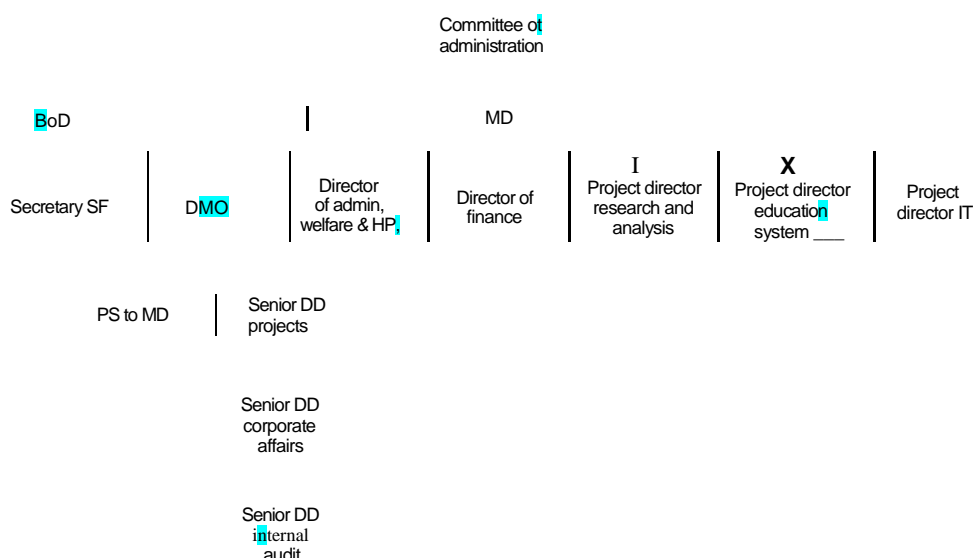 Committee ot
administration
BoD
MD
Secretary SF
DMO
Director
of admin,
welfare & HP,
Director of
finance
I
Project director
research and
analysis
X
Project director
education
system ___
Project
director IT
PS to MD
Senior DD
projects
Senior DD
corporate
affairs
Senior DD
internal
audit